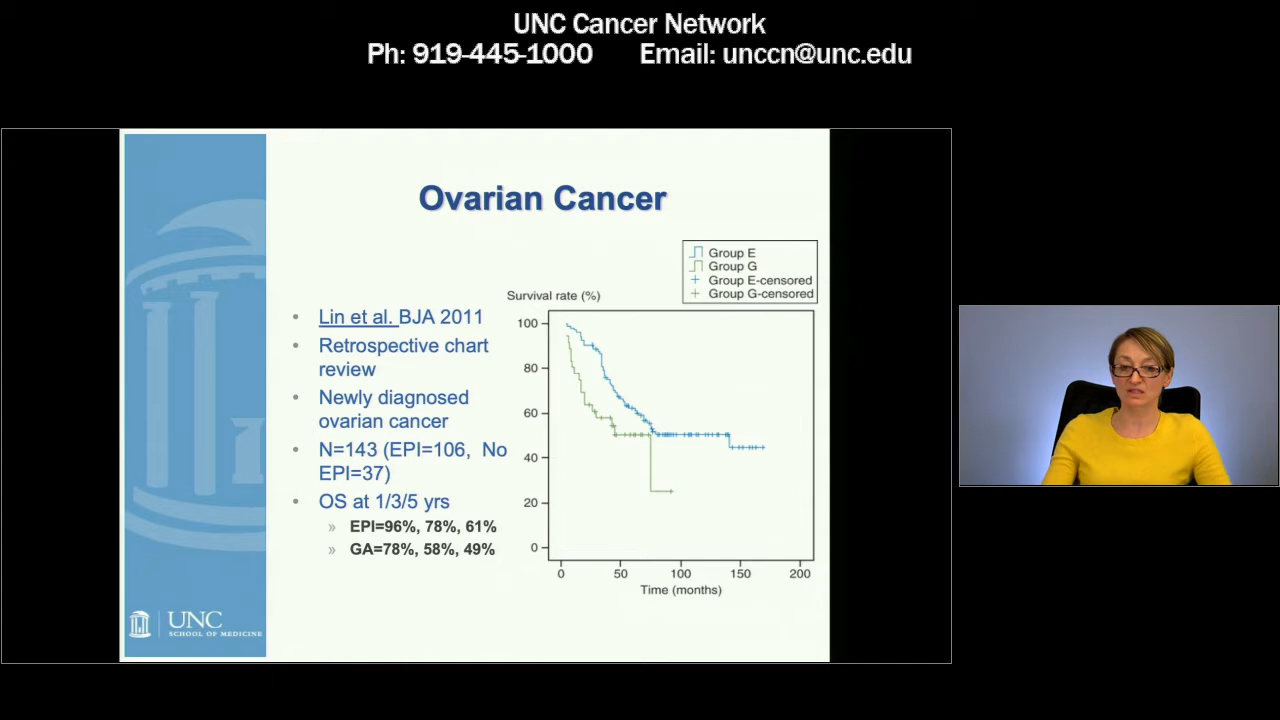 UNC Cancer Network
Ph: 919-445-1000 Email: unccn@unc.edu
Ovarian Cancer
• Lin et al. BJA 2011
• Retrospective chart
review
• Newly diagnosed
ovarian cancer
• N=143 (EPI=106, No
EPI=37)
• OS at 1/3/5 yrs
» EPI=96%, 78%, 61%
» GA=78%, 58%, 49%
Group E
Group G
Group E-censored
Group G-censored
Survival rate (%)
100
80
60
40
20
0
0 50 100 150 200
Time (months)
UNC
SCHOOL OF MEDICINE